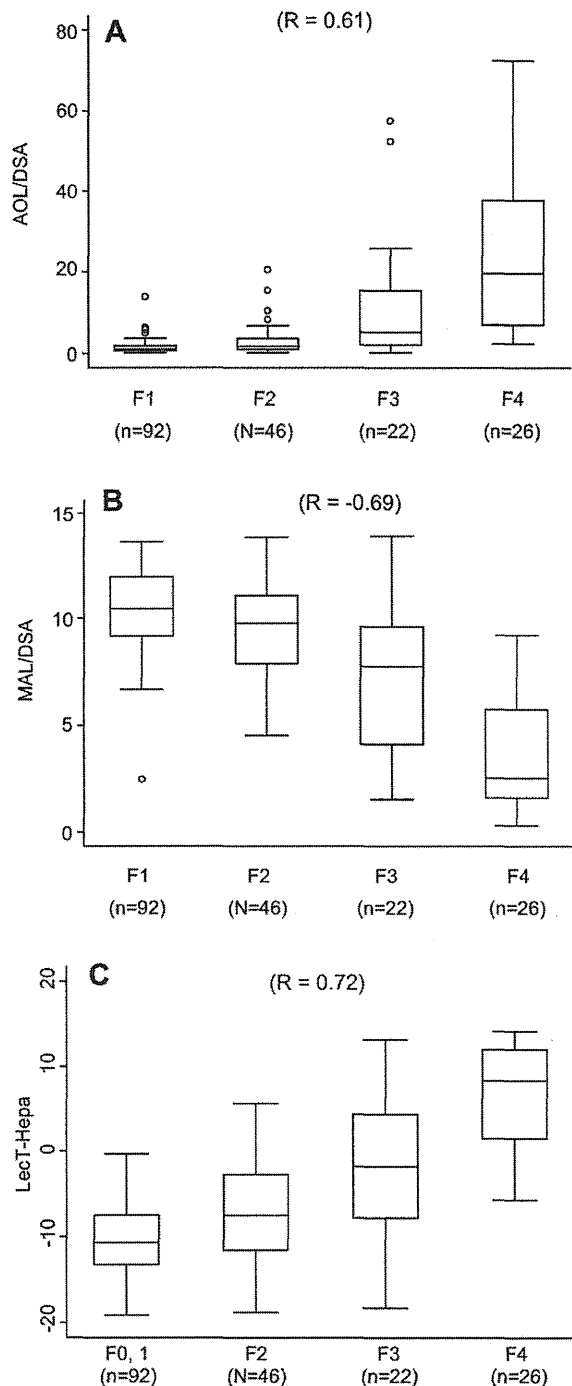 A
(R = 0.61)
AOL/DSA
80
60
40
20
0
F1 F2 F3 F4
(n=92) (N=46) (n=22) (n=26)
B
(R = -0.69)
MAL/DSA
15
10
5
0
F1 F2 F3 F4
(n=92) (N=46) (n=22) (n=26)
C
(R = 0.72)
LecT-Hepa
20
10
0
-10
-20
F0, 1 F2 F3 F4
(n=92) (N=46) (n=22) (n=26)